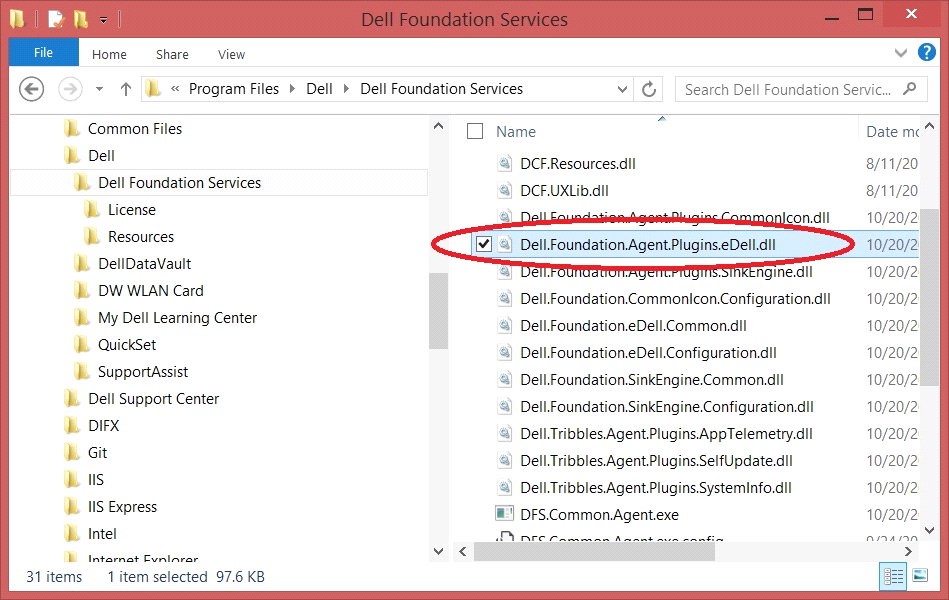 Dell Foundation Services
File Home Share View
« Program Files Dell Dell Foundation Services
Search Dell Foundation Servic...
Common Files
Dell
Dell Foundation Services
License
Resources
DellDataVault
DW WLAN Card
My Dell Learning Center
QuickSet
SupportAssist
Dell Support Center
DIFX
Git
IIS
IIS Express
Intel
Internet Explorer
Name Date mo
DCF.Resources.dll 8/11/20
DCF.UXLib.dll 8/11/20
Dell.Foundation.Agent.Plugins.CommonIcon.dll 10/20/2
Dell.Foundation.Agent.Plugins.eDell.dll 10/20/2
Dell.Foundation.Agent.Plugins.SinkEngine.dll 10/20/2
Dell.Foundation.CommonIcon.Configuration.dll 10/20/2
Dell.Foundation.eDell.Common.dll 10/20/2
Dell.Foundation.eDell.Configuration.dll 10/20/2
Dell.Foundation.SinkEngine.Common.dll 10/20/2
Dell.Foundation.SinkEngine.Configuration.dll 10/20/2
Dell.Tribbles.Agent.Plugins.AppTelemetry.dll 10/20/2
Dell.Tribbles.Agent.Plugins.SelfUpdate.dll 10/20/2
Dell.Tribbles.Agent.Plugins.SystemInfo.dll 10/20/2
DFS.Common.Agent.exe 10/20/2
DFS.Common.Agent.exe.config 9/24/20
31 items 1 item selected 97.6 KB